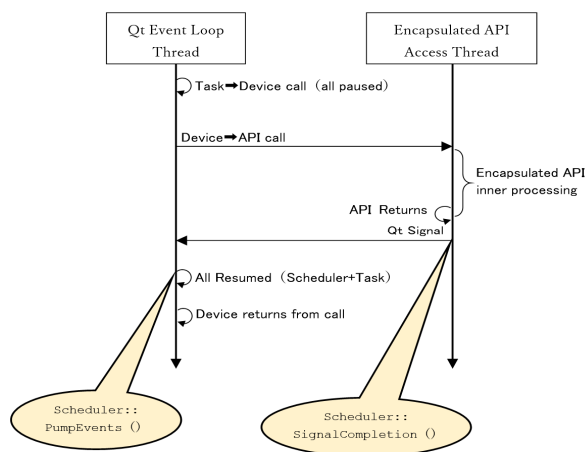 Qt Event Loop
Thread
Encapsulated API
Access Thread
Task➡Device call (all paused)
Device➡API call
Encapsulated API
inner processing
API Returns
Qt Signal
All Resumed (Scheduler+Task)
Device returns from call
Scheduler::
PumpEvents ()
Scheduler::
SignalCompletion ()